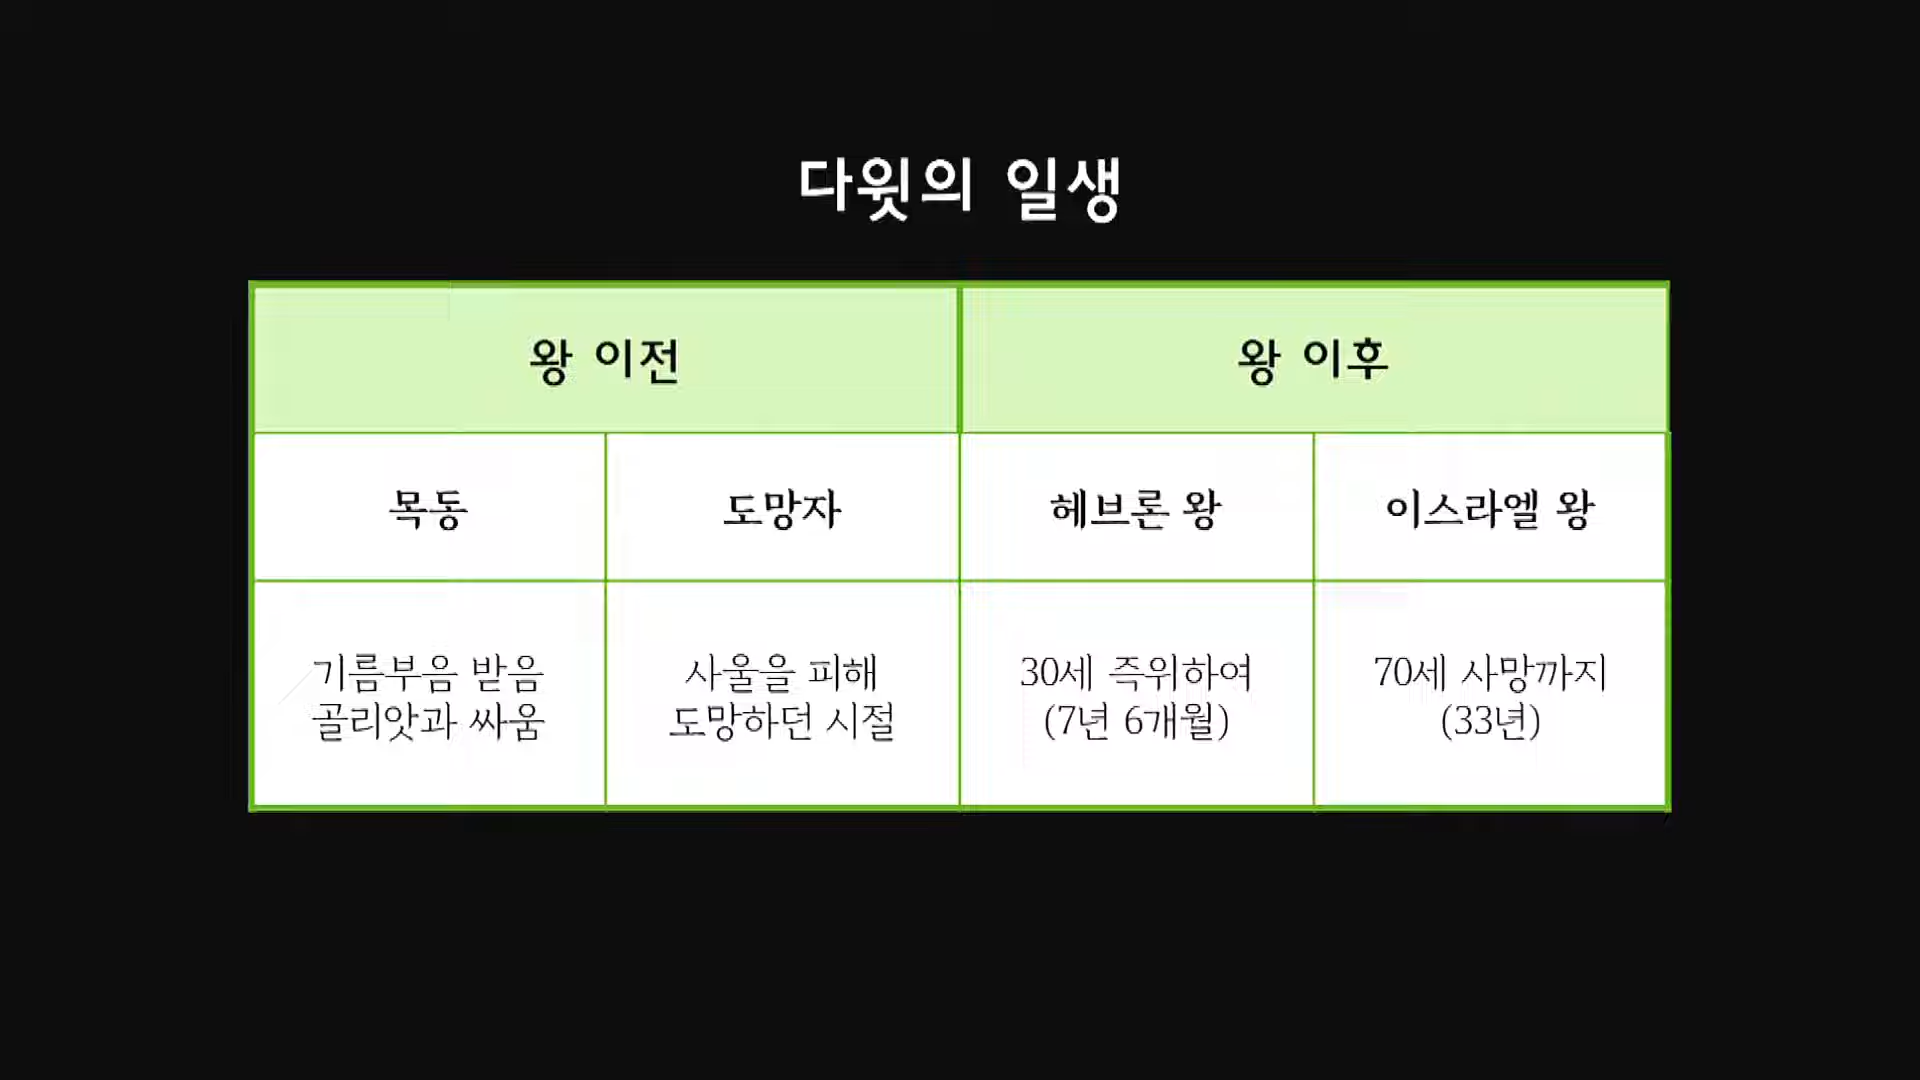 다윗의 일생
왕 이전
왕 이후
목동
도망자
헤브론 왕
이스라엘 왕
기름부음 받음
골리앗과 싸움
사울을 피해
도망하던 시절
30세 즉위하여
(7년 6개월)
70세 사망까지
(33년)